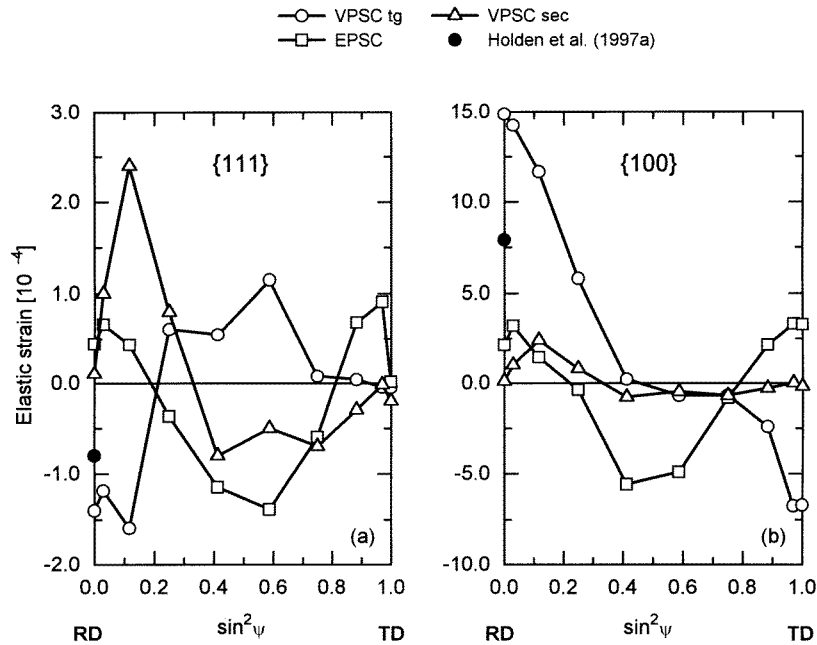 VPSC tg VPSC sec
EPSC Holden et al. (1997a)
3.0 15.0
{111} {100}
2.0 10.0
1.0 5.0
Elastic strain [10 ⁻⁴]
0.0 0.0
-1.0 -5.0
(a) (b)
-2.0 -10.0
0.0 0.2 0.4 0.6 0.8 1.0 0.0 0.2 0.4 0.6 0.8 1.0
RD sin²ψ TD RD sin²ψ TD